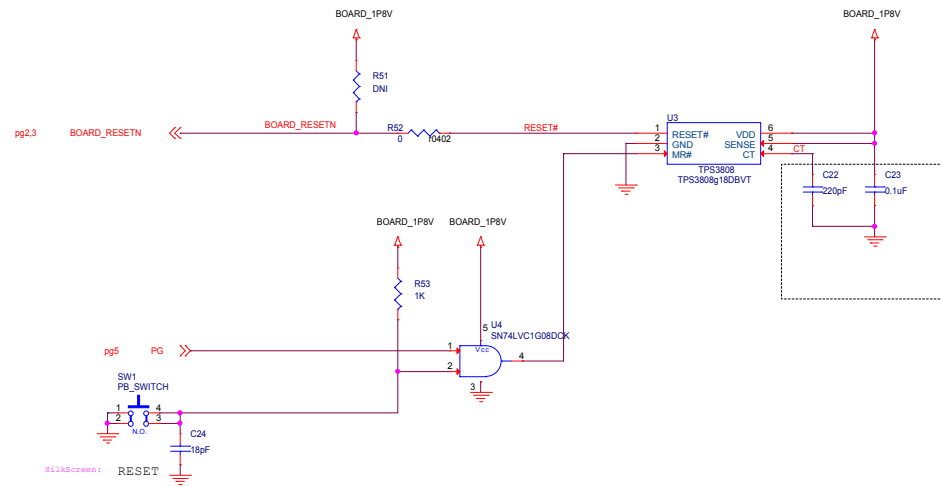 BOARD_1P8V
BOARD_1P8V
R51
DNI
pg2,3 BOARD_RESETN
BOARD_RESETN
R52
0 r0402
RESET#
U3
1 RESET# VDD 6
2 GND SENSE 5
3 MR# CT 4
CT
TPS3808
TPS3808g18DBVT
C22
220pF
C23
0.1uF
BOARD_1P8V
BOARD_1P8V
R53
1K
5 U4
SN74LVC1G08DCK
Vcc
pg5 PG
1
2
4
3
SW1
PB_SWITCH
1 4
2 3
N.O.
C24
18pF
SilkScreen: RESET